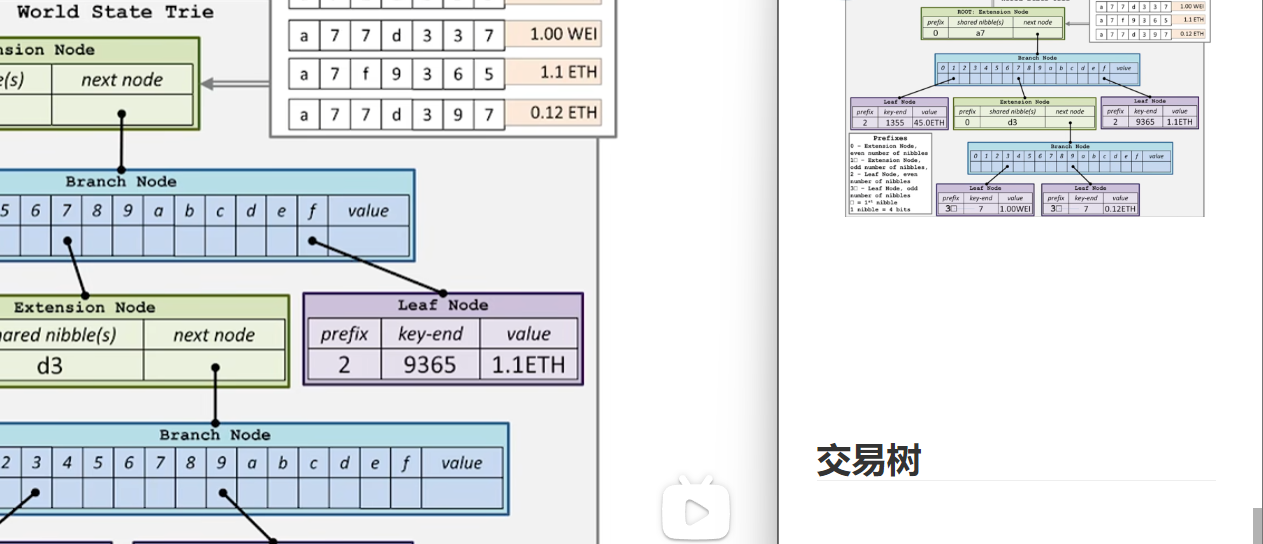 World State Trie
a 7 7 d 3 3 7 1.00 WEI
a 7 f 9 3 6 5 1.1 ETH
a 7 7 d 3 9 7 0.12 ETH
nsion Node
e(s) next node
Branch Node
5 6 7 8 9 a b c d e f value
Extension Node
ared nibble(s) next node
d3
Leaf Node
prefix key-end value
2 9365 1.1ETH
Branch Node
2 3 4 5 6 7 8 9 a b c d e f value
ROOT: Extension Node
prefix shared nibble(s) next node
0 a7
a 7 7 d 3 3 7 1.00 WEI
a 7 f 9 3 6 5 1.1 ETH
a 7 7 d 3 9 7 0.12 ETH
Branch Node
0 1 2 3 4 5 6 7 8 9 a b c d e f value
Leaf Node
prefix key-end value
2 1355 45.0ETH
Extension Node
prefix shared nibble(s) next node
0 d3
Leaf Node
prefix key-end value
2 9365 1.1ETH
Prefixes
0 - Extension Node,
even number of nibbles
1□ - Extension Node,
odd number of nibbles,
2 - Leaf Node, even
number of nibbles
3□ - Leaf Node, odd
number of nibbles
□ = 1ˢᵗ nibble
1 nibble = 4 bits
Branch Node
0 1 2 3 4 5 6 7 8 9 a b c d e f value
Leaf Node
prefix key-end value
3□ 7 1.00WEI
Leaf Node
prefix key-end value
3□ 7 0.12ETH
交易树